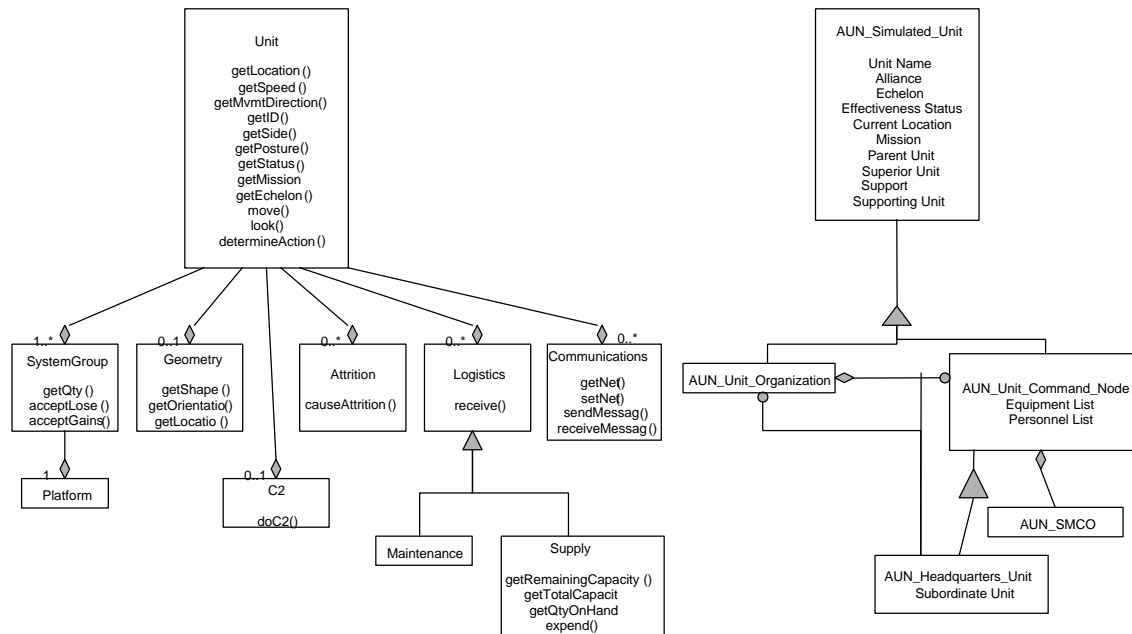 Unit
getLocation()
getSpeed()
getMvmtDirection()
getID()
getSide()
getPosture()
getStatus()
getMission
getEchelon()
move()
look()
determineAction()
1..*
SystemGroup
getQty ()
acceptLose ()
acceptGains()
1
Platform
0..1
Geometry
getShape()
getOrientatio()
getLocatio ()
0..1
C2
doC2()
0..*
Attrition
causeAttrition()
0..*
Logistics
receive()
Maintenance
Supply
getRemainingCapacity ()
getTotalCapacit
getQtyOnHand
expend()
0..*
Communications
getNet()
setNet()
sendMessag()
receiveMessag()
AUN_Simulated_Unit
Unit Name
Alliance
Echelon
Effectiveness Status
Current Location
Mission
Parent Unit
Superior Unit
Support
Supporting Unit
AUN_Unit_Organization
AUN_Unit_Command_Node
Equipment List
Personnel List
AUN_SMCO
AUN_Headquarters_Unit
Subordinate Unit